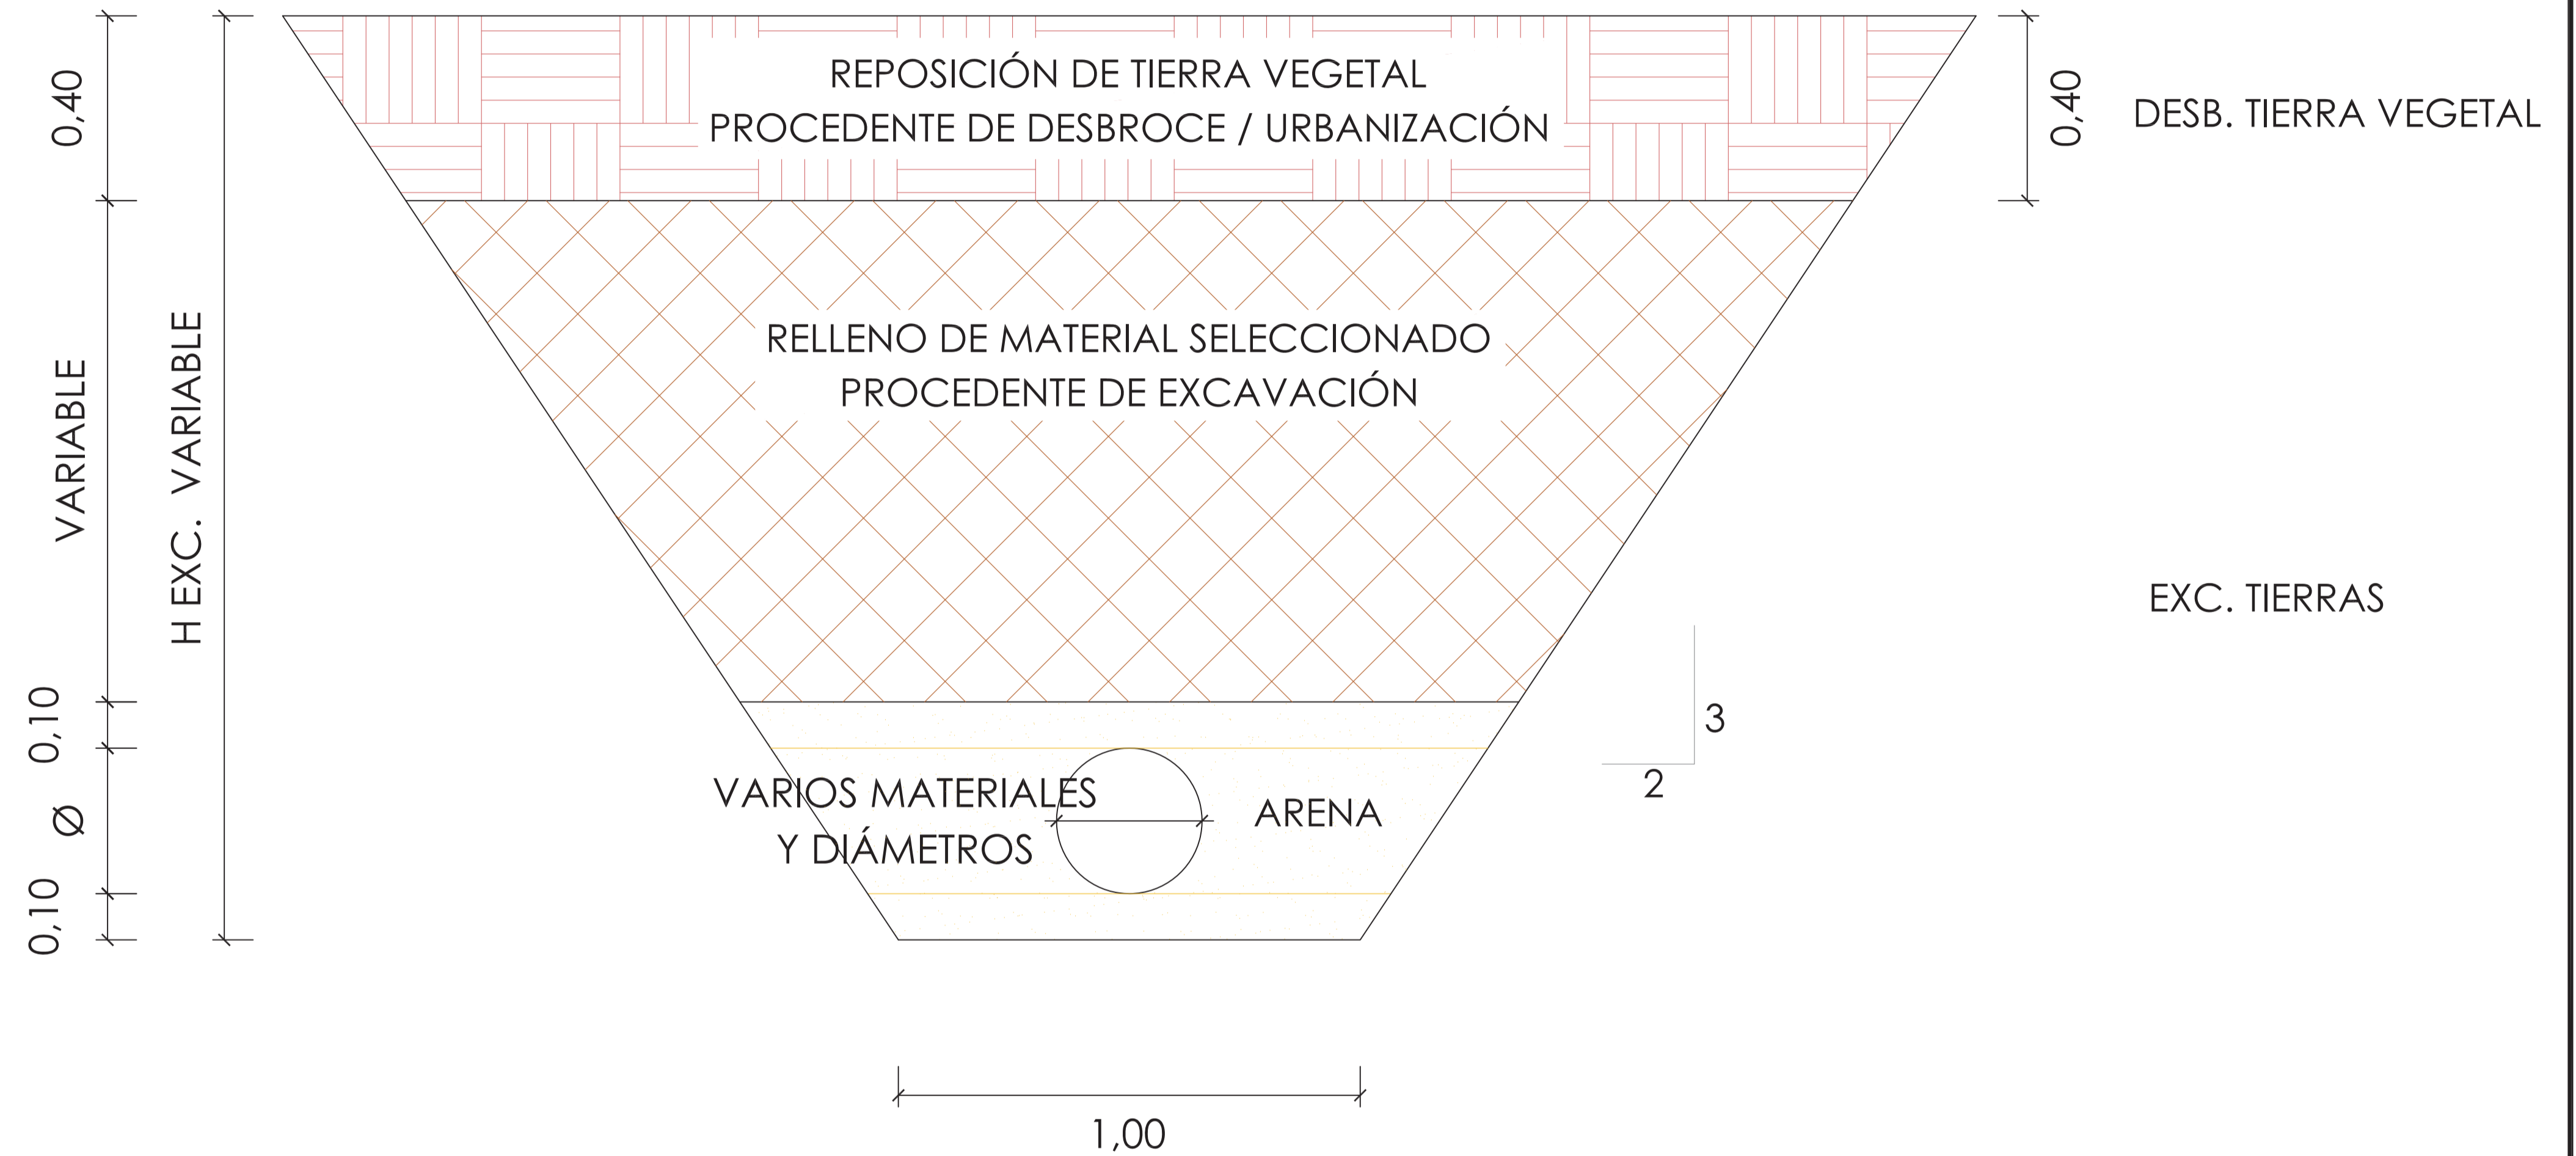 0,40
REPOSICIÓN DE TIERRA VEGETAL
PROCEDENTE DE DESBROCE / URBANIZACIÓN
0,40
DESB. TIERRA VEGETAL
VARIABLE
H EXC. VARIABLE
RELLENO DE MATERIAL SELECCIONADO
PROCEDENTE DE EXCAVACIÓN
EXC. TIERRAS
3
2
0,10
Ø
0,10
VARIOS MATERIALES
Y DIÁMETROS
ARENA
1,00